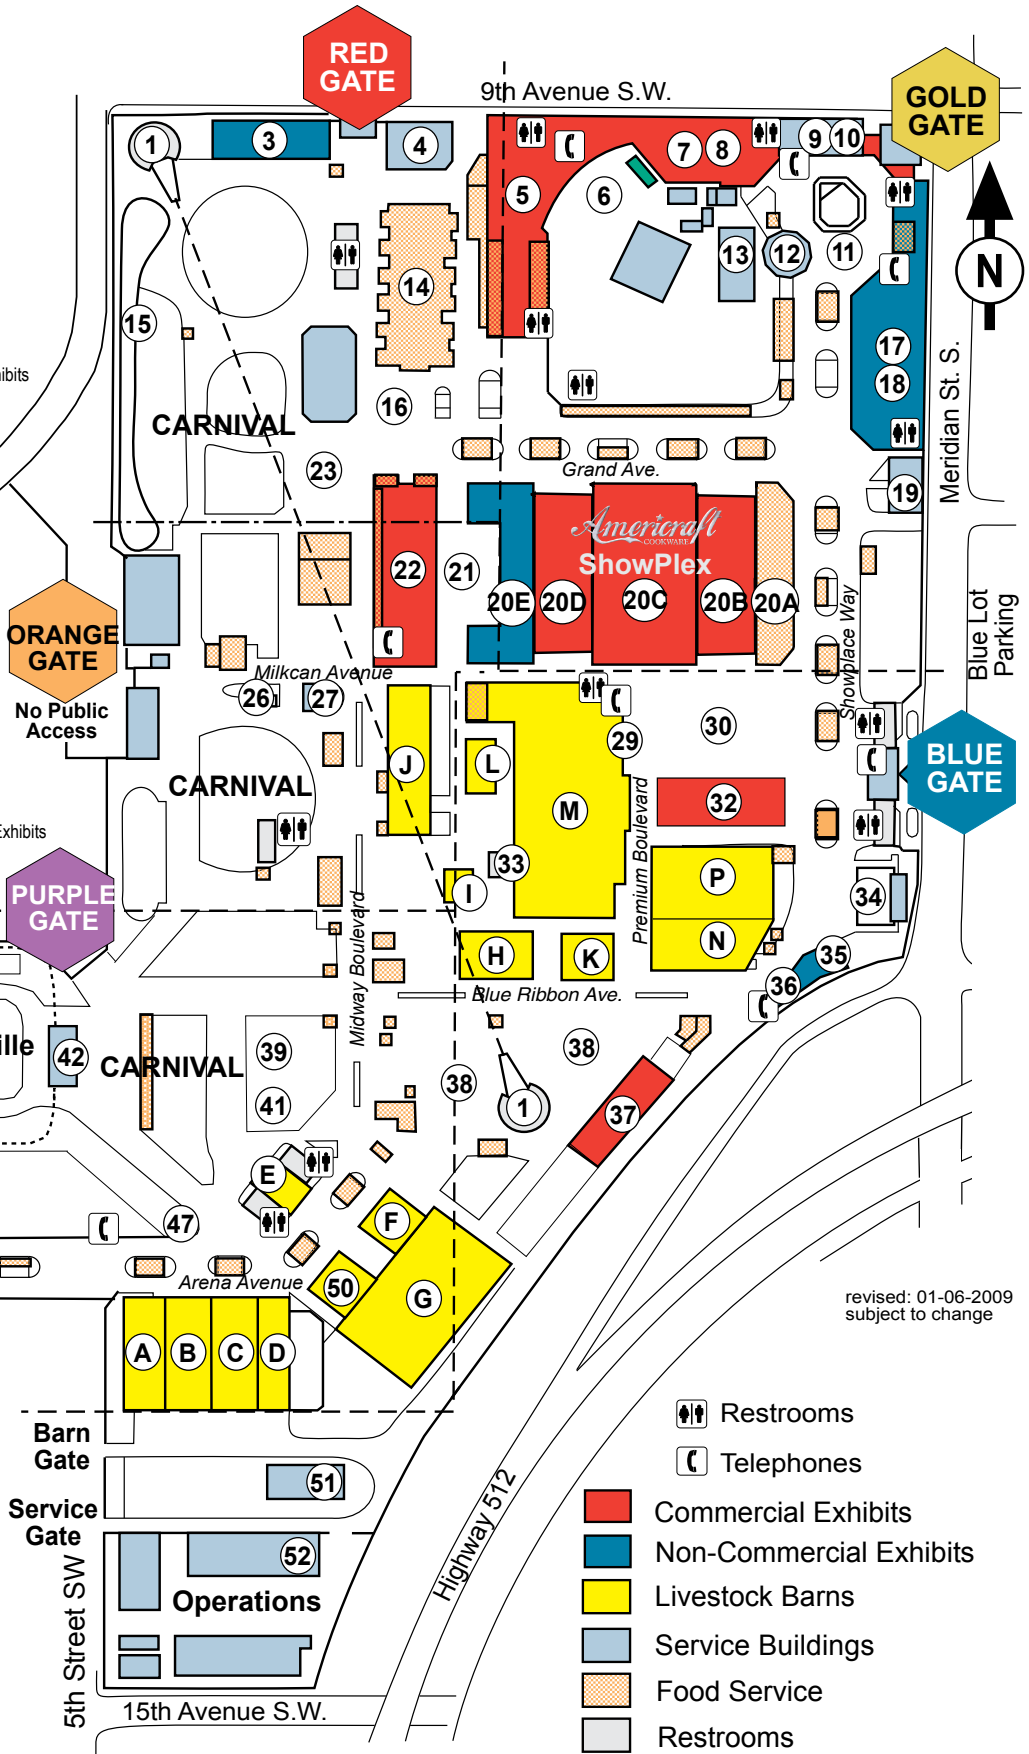 RED
GATE
9th Avenue S.W.
GOLD
GATE
1
3
4
5
6
7
8
9
10
11
12
13
N
14
15
16
17
18
19
ibits
CARNIVAL
23
Grand Ave.
Meridian St. S.
Americraft
COOKWARE
ShowPlex
22
21
20E
20D
20C
20B
20A
ORANGE
GATE
No Public
Access
Milkcan Avenue
26
27
Showplace Way
Blue Lot
Parking
29
30
BLUE
GATE
J
L
M
CARNIVAL
32
Exhibits
PURPLE
GATE
33
I
P
N
34
Midway Boulevard
Premium Boulevard
H
K
35
36
Blue Ribbon Ave.
ille
42
CARNIVAL
39
41
38
38
1
37
E
47
F
50
G
Arena Avenue
A
B
C
D
revised: 01-06-2009
subject to change
Barn
Gate
51
Service
Gate
52
Operations
5th Street SW
15th Avenue S.W.
Highway 512
Restrooms
Telephones
Commercial Exhibits
Non-Commercial Exhibits
Livestock Barns
Service Buildings
Food Service
Restrooms